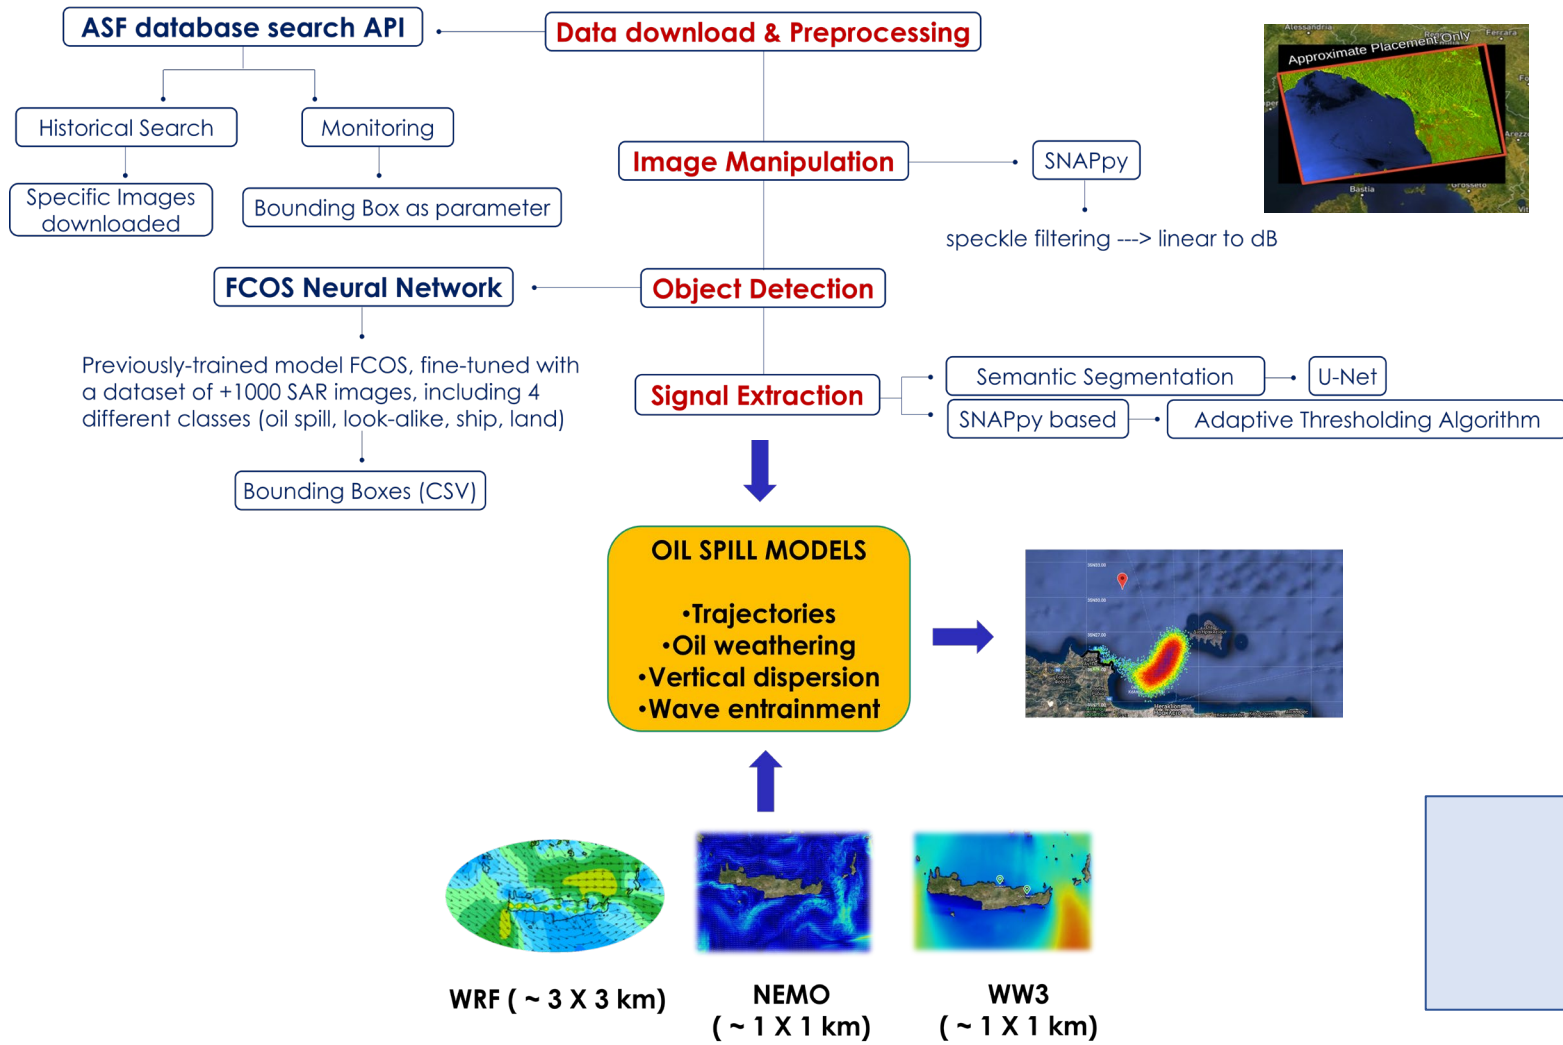 ASF database search API
Data download & Preprocessing
Historical Search
Monitoring
Specific Images
downloaded
Bounding Box as parameter
Image Manipulation
SNAPpy
speckle filtering ---> linear to dB
Alessandria
Ferrara
Approximate Placement Only
Bastia
Grosseto
FCOS Neural Network
Object Detection
Previously-trained model FCOS, fine-tuned with
a dataset of +1000 SAR images, including 4
different classes (oil spill, look-alike, ship, land)
Bounding Boxes (CSV)
Signal Extraction
Semantic Segmentation
U-Net
SNAPpy based
Adaptive Thresholding Algorithm
OIL SPILL MODELS
•Trajectories
•Oil weathering
•Vertical dispersion
•Wave entrainment
WRF ( ~ 3 X 3 km)
NEMO
( ~ 1 X 1 km)
WW3
( ~ 1 X 1 km)